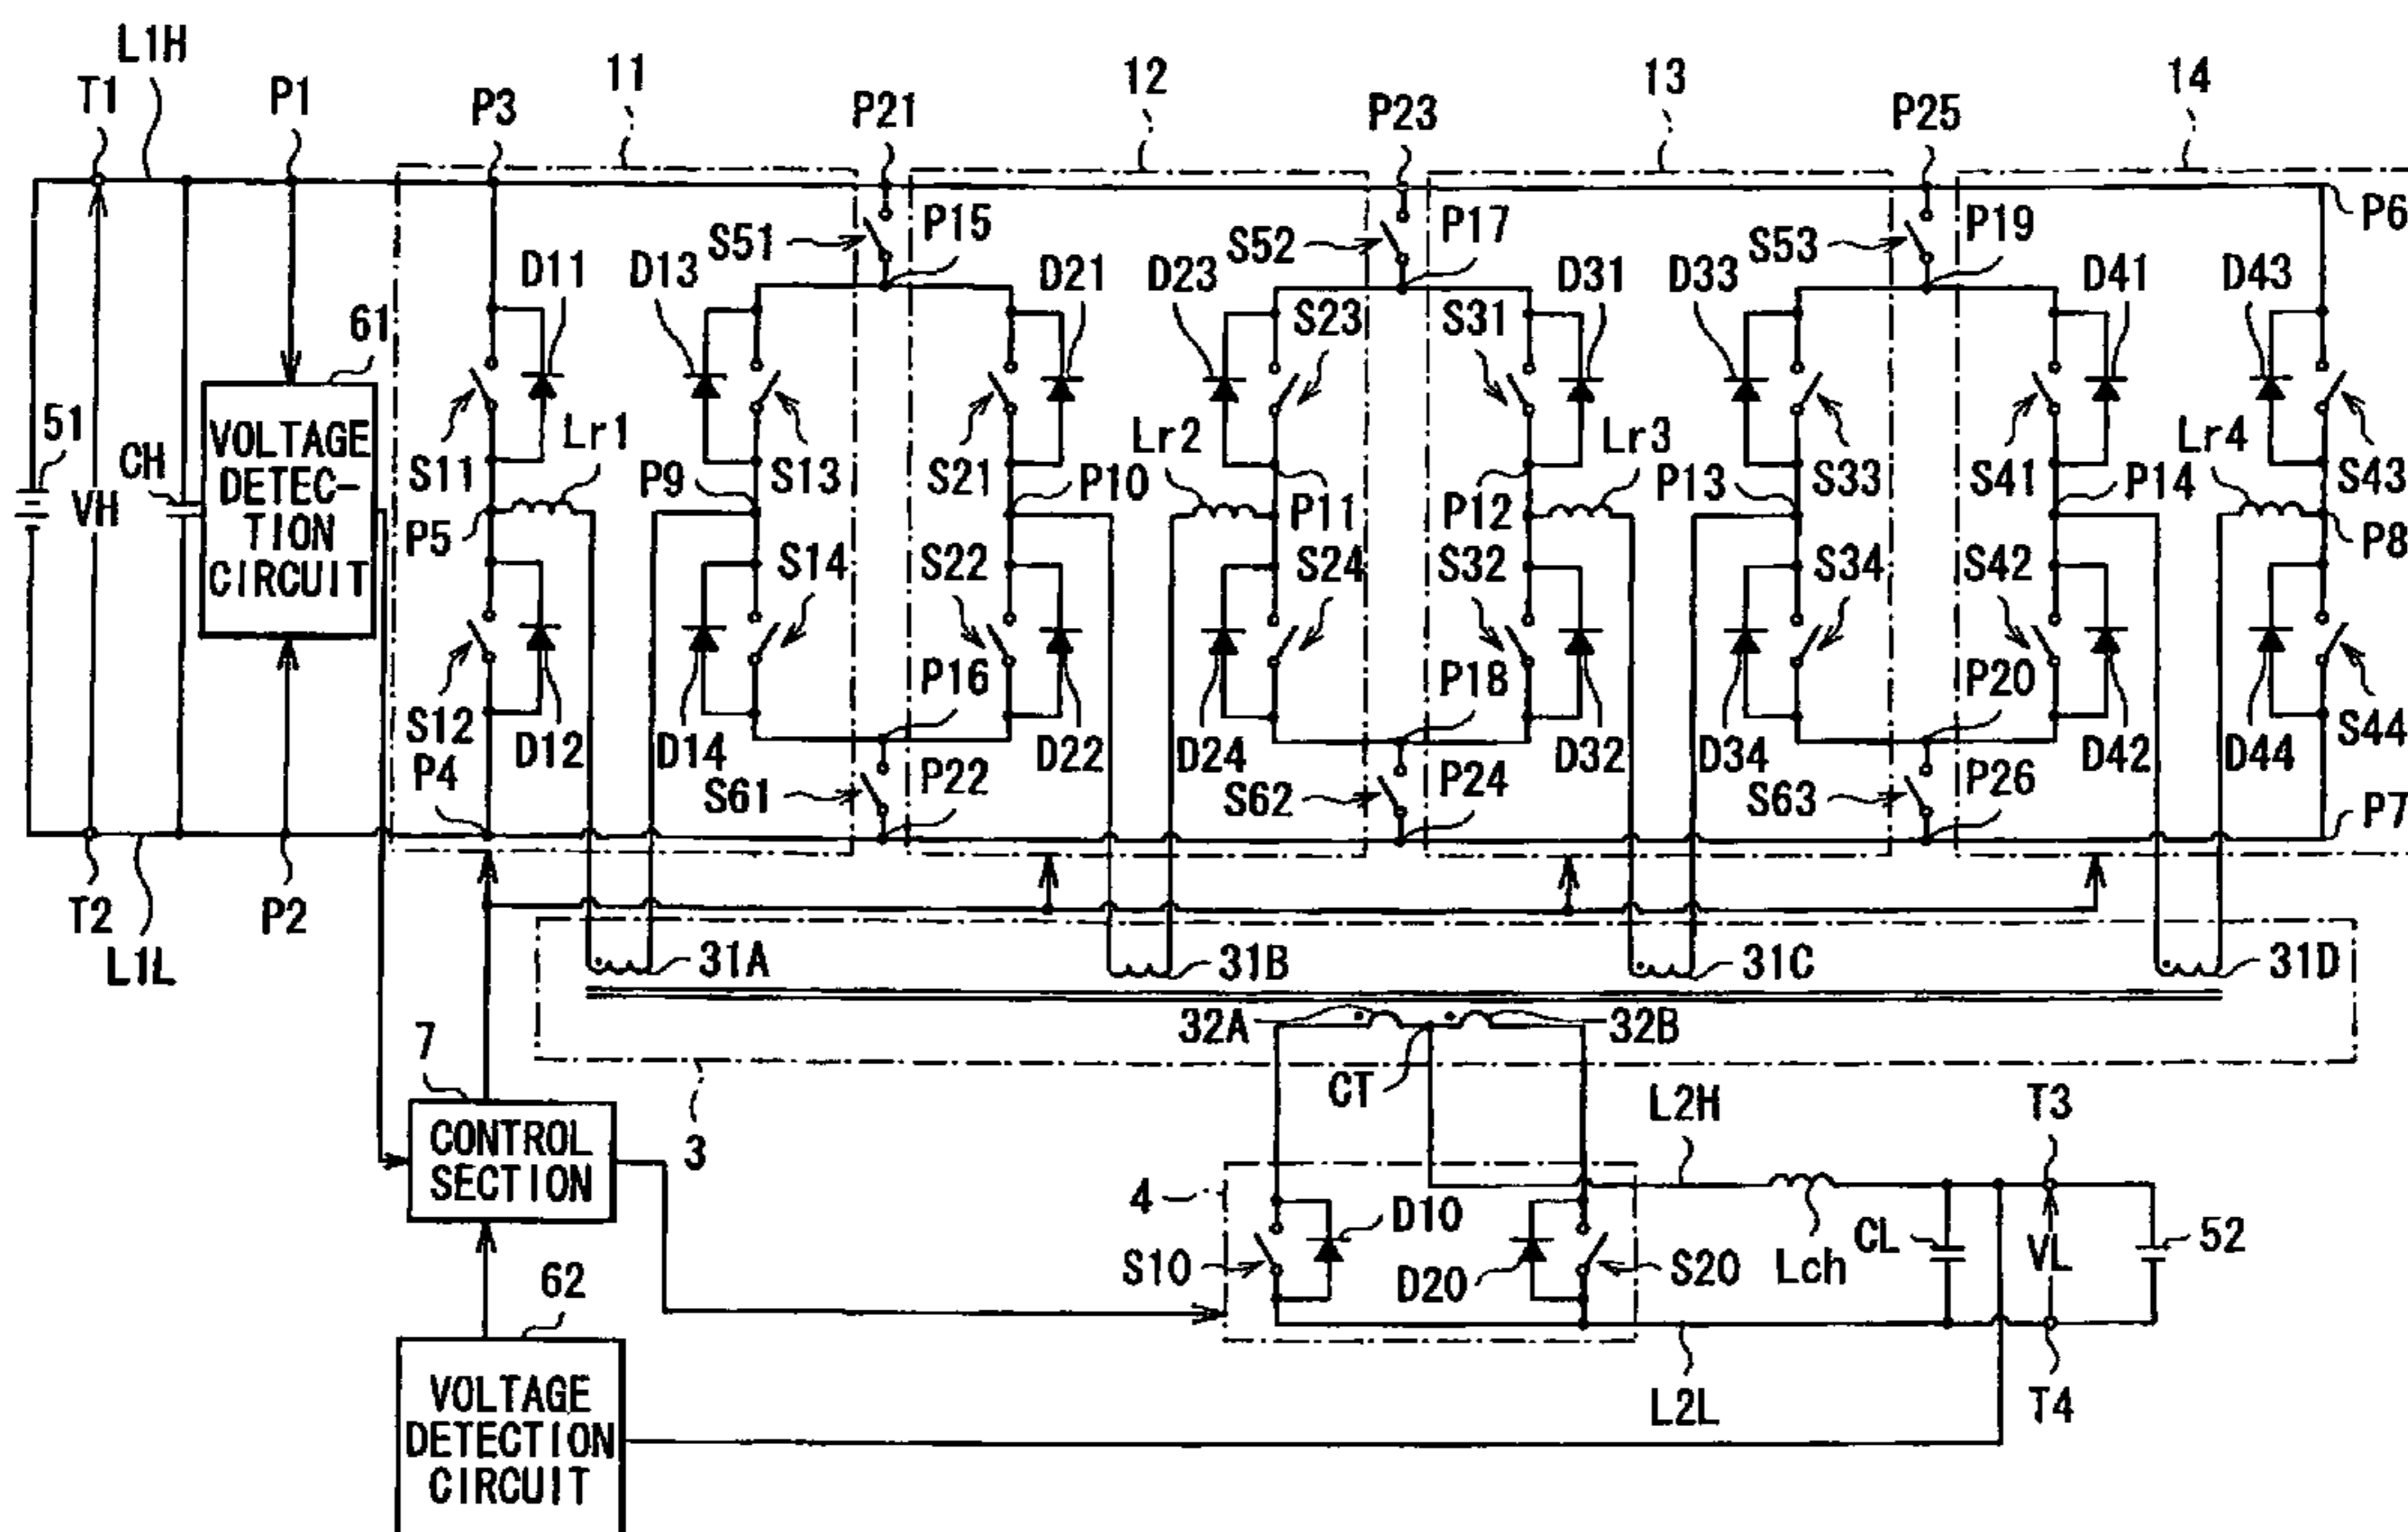 L1H
T1
P1
P3
11
P21
12
P23
13
P25
14
P6
S51
P15
S52
P17
S53
P19
D11
D13
D21
D23
S23
S31
D31
D33
D41
D43
61
51
VH
CH
VOLTAGE
DETEC-
TION
CIRCUIT
S11
Lr1
P9
S13
S21
P10
Lr2
P11
P12
Lr3
P13
S33
S41
P14
Lr4
S43
P5
P8
S14
S22
S24
S32
S34
S42
S12
P4
D12
D14
P16
D22
D24
P18
D32
D34
P20
D42
D44
S44
S61
P22
S62
P24
S63
P26
P7
T2
L1L
P2
31A
31B
31C
31D
32A
32B
7
CT
3
CONTROL
SECTION
L2H
T3
4
D10
S10
D20
S20
Lch
CL
VL
52
62
L2L
T4
VOLTAGE
DETECTION
CIRCUIT